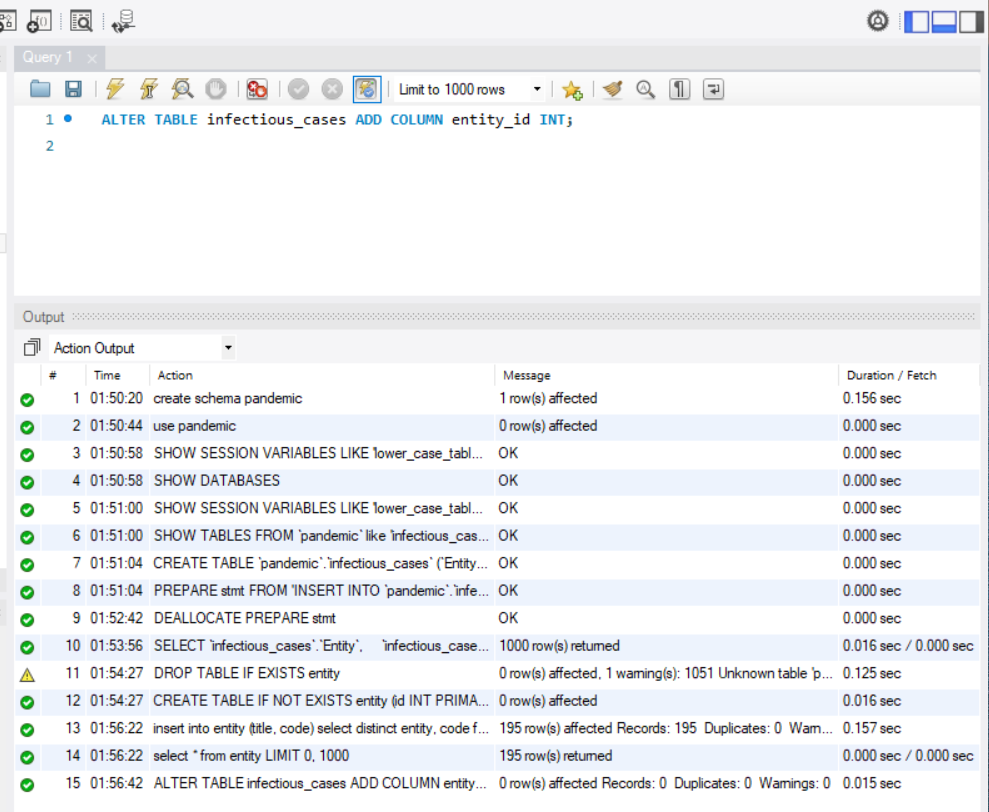 Query 1
Limit to 1000 rows
1 ALTER TABLE infectious_cases ADD COLUMN entity_id INT;
2
Output
Action Output
# Time Action Message Duration / Fetch
1 01:50:20 create schema pandemic 1 row(s) affected 0.156 sec
2 01:50:44 use pandemic 0 row(s) affected 0.000 sec
3 01:50:58 SHOW SESSION VARIABLES LIKE 'lower_case_tabl... OK 0.000 sec
4 01:50:58 SHOW DATABASES OK 0.000 sec
5 01:51:00 SHOW SESSION VARIABLES LIKE 'lower_case_tabl... OK 0.000 sec
6 01:51:00 SHOW TABLES FROM `pandemic` like 'infectious_cas... OK 0.000 sec
7 01:51:04 CREATE TABLE `pandemic`.`infectious_cases` (`Entity... OK 0.000 sec
8 01:51:04 PREPARE stmt FROM 'INSERT INTO `pandemic`.`infe... OK 0.000 sec
9 01:52:42 DEALLOCATE PREPARE stmt OK 0.000 sec
10 01:53:56 SELECT `infectious_cases`.`Entity`, `infectious_case... 1000 row(s) returned 0.016 sec / 0.000 sec
11 01:54:27 DROP TABLE IF EXISTS entity 0 row(s) affected, 1 warning(s): 1051 Unknown table 'p... 0.125 sec
12 01:54:27 CREATE TABLE IF NOT EXISTS entity (id INT PRIMA... 0 row(s) affected 0.016 sec
13 01:56:22 insert into entity (title, code) select distinct entity, code f... 195 row(s) affected Records: 195 Duplicates: 0 Warn... 0.157 sec
14 01:56:22 select * from entity LIMIT 0, 1000 195 row(s) returned 0.000 sec / 0.000 sec
15 01:56:42 ALTER TABLE infectious_cases ADD COLUMN entity... 0 row(s) affected Records: 0 Duplicates: 0 Warnings: 0 0.015 sec